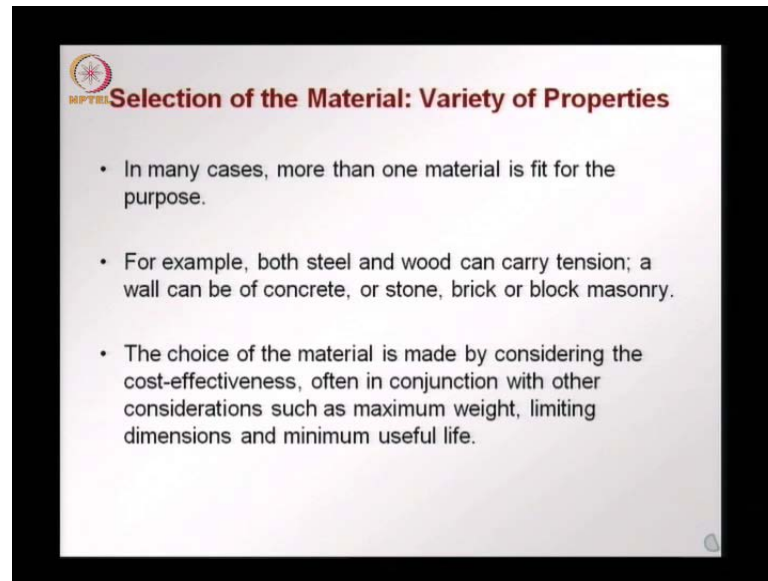 NPTEL
Selection of the Material: Variety of Properties
• In many cases, more than one material is fit for the
purpose.
• For example, both steel and wood can carry tension; a
wall can be of concrete, or stone, brick or block masonry.
• The choice of the material is made by considering the
cost-effectiveness, often in conjunction with other
considerations such as maximum weight, limiting
dimensions and minimum useful life.